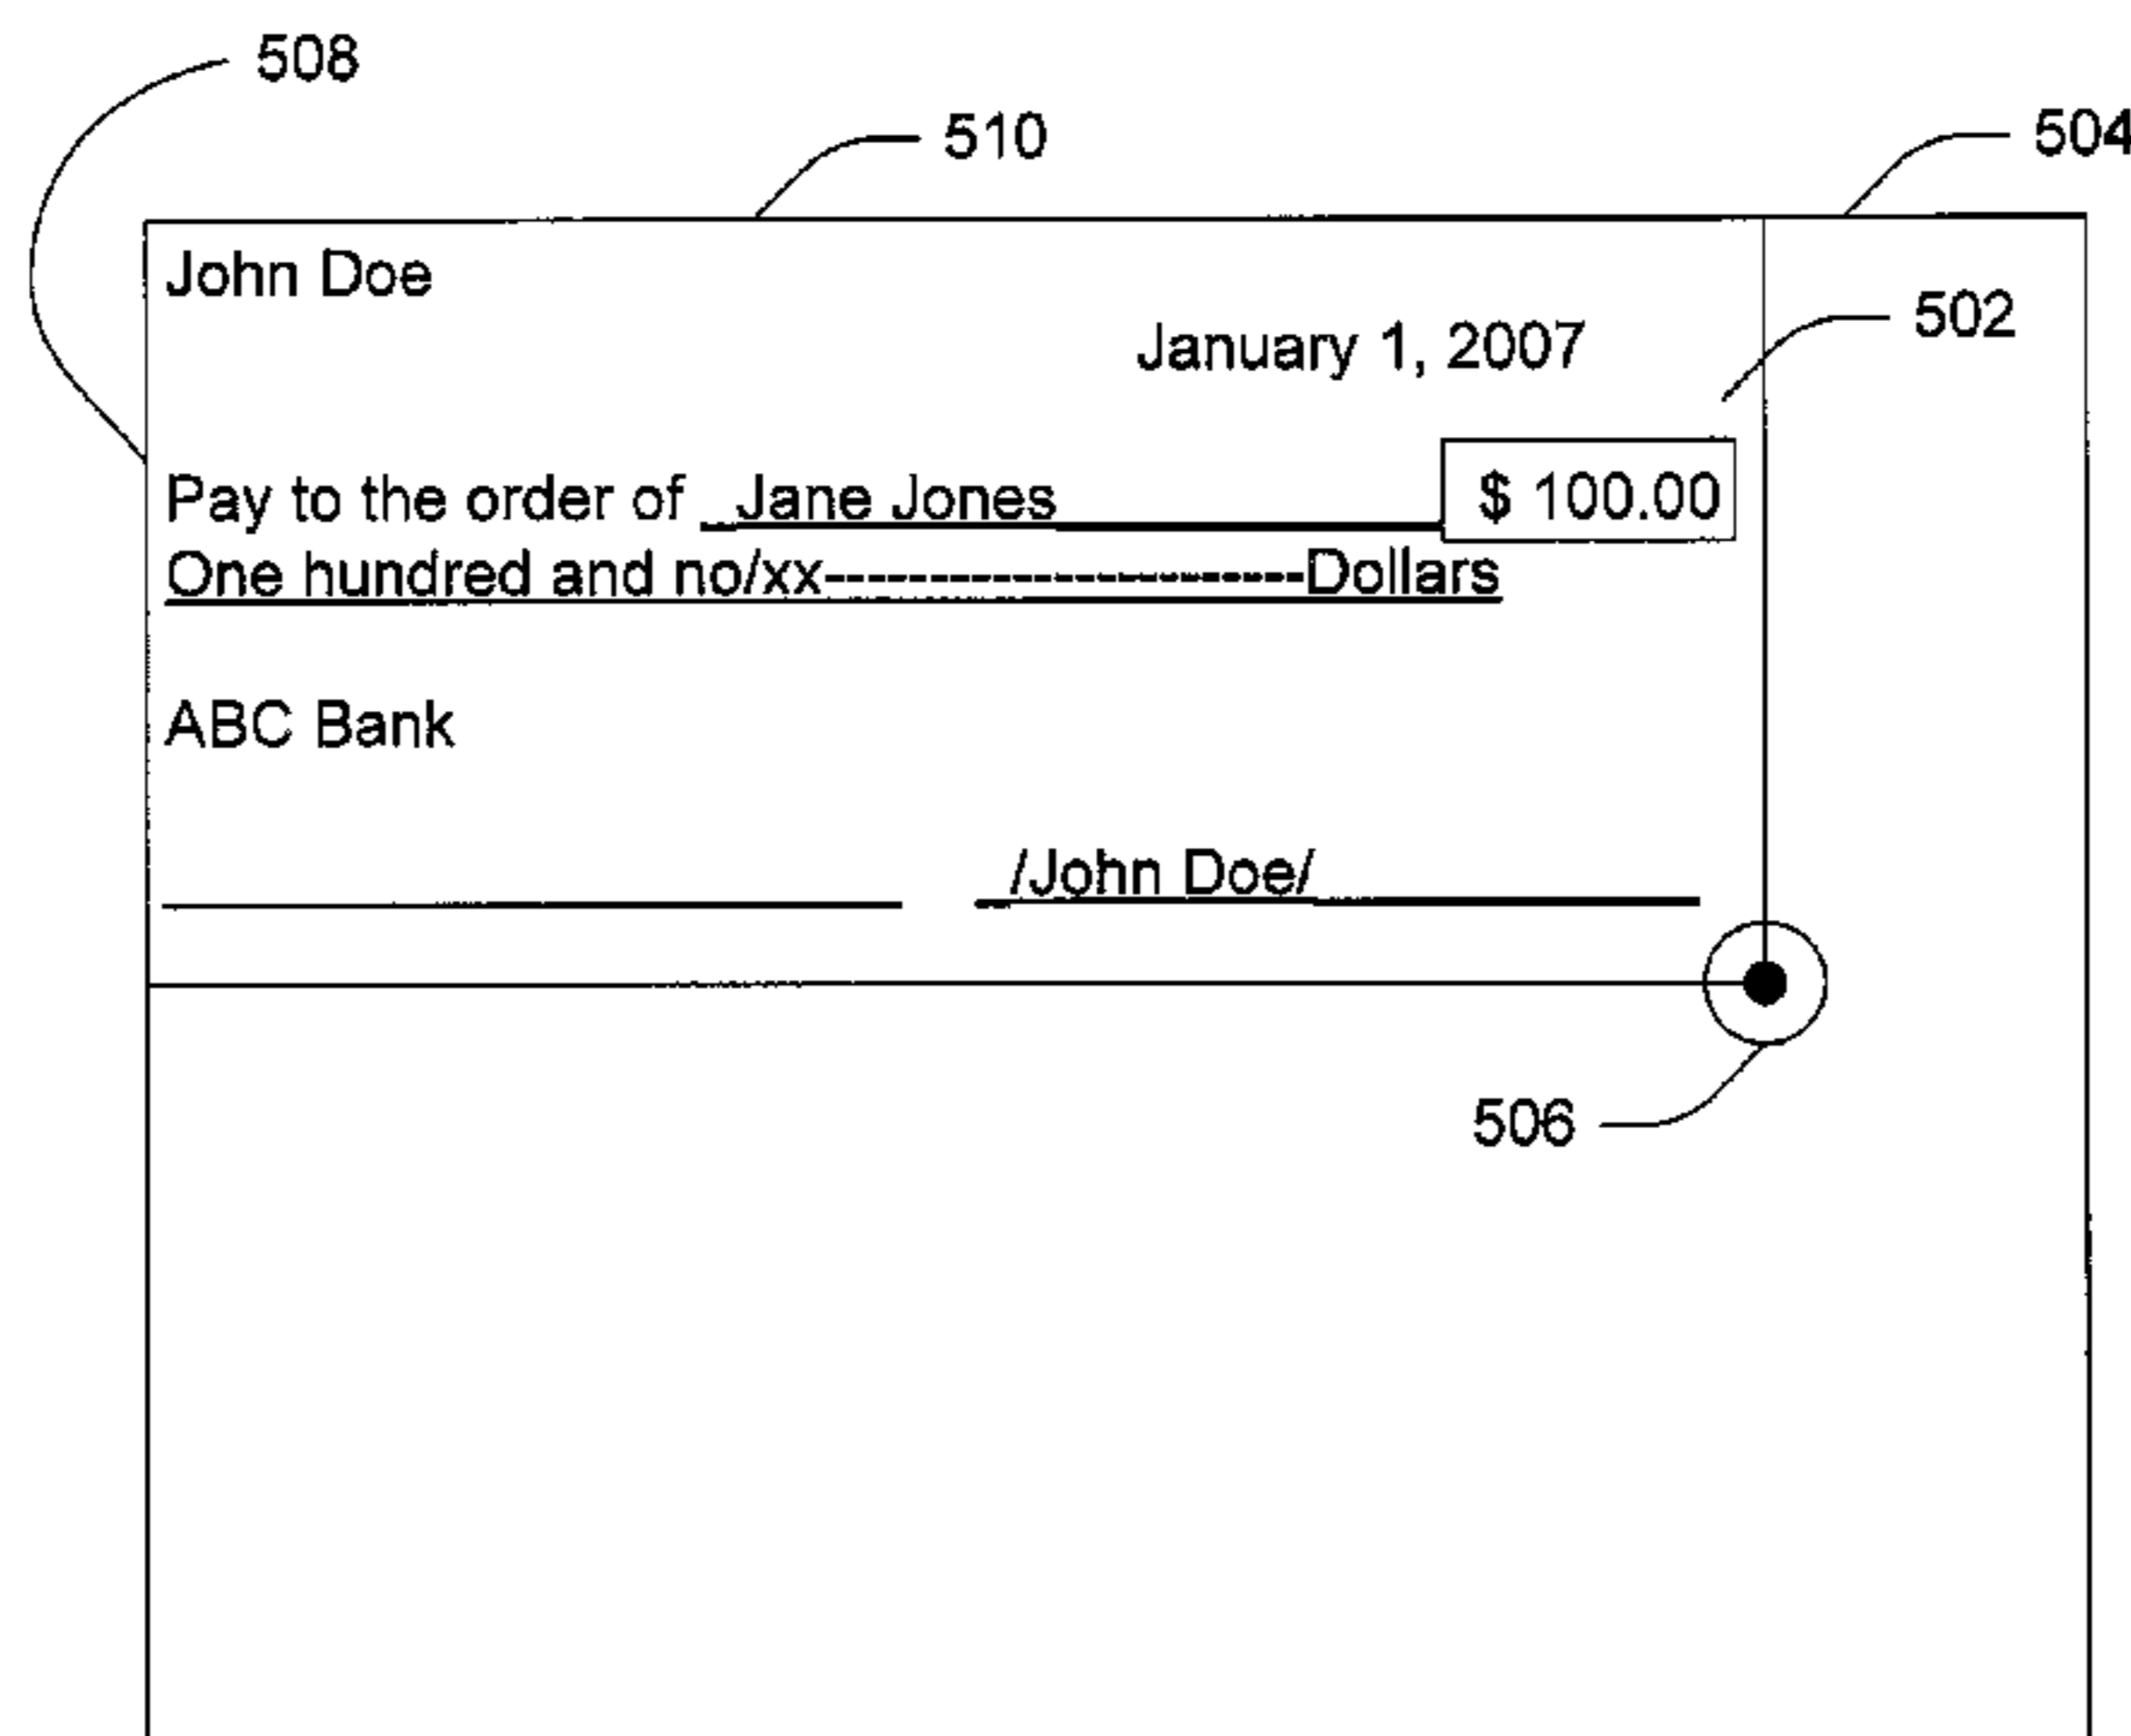 508
510
504
John Doe
502
January 1, 2007
Pay to the order of Jane Jones $ 100.00
One hundred and no/xx-----------------------Dollars
ABC Bank
/John Doe/
506